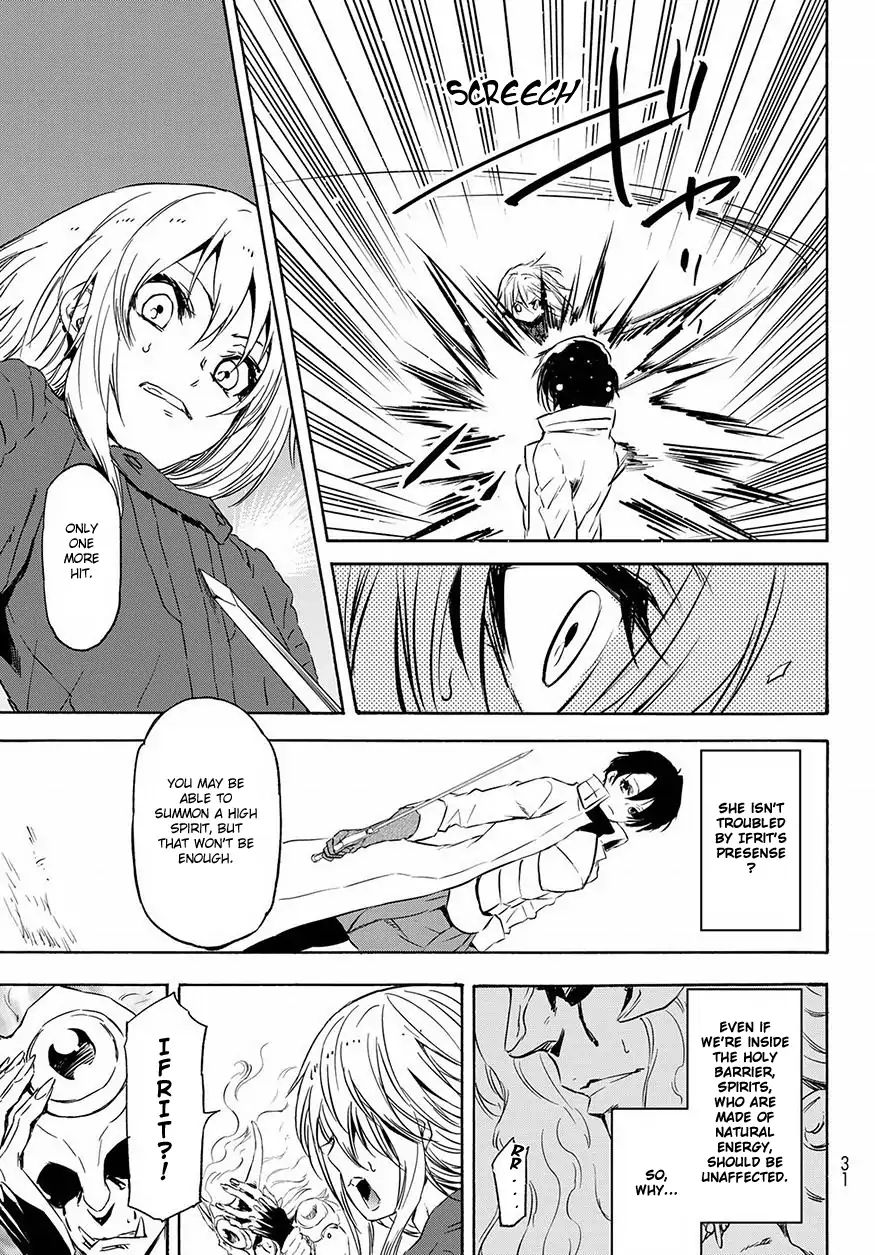 SCREECH
ギャ
ONLY
ONE
MORE
HIT.
SHE ISN'T
TROUBLED
BY IFRIT'S
PRESENSE
?
YOU MAY BE
ABLE TO
SUMMON A HIGH
SPIRIT, BUT
THAT WON'T BE
ENOUGH.
EVEN IF
WE'RE INSIDE
THE HOLY
BARRIER,
SPIRITS,
WHO ARE
MADE OF
NATURAL
ENERGY,
SHOULD BE
UNAFFECTED.
SO,
WHY...
RR...
IFRIT?!
31